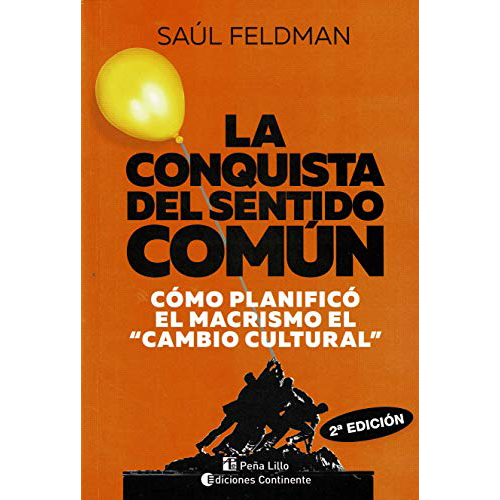 SAÚL FELDMAN
LA
CONQUISTA
DEL SENTIDO
COMÚN
CÓMO PLANIFICÓ
EL MACRISMO EL
“CAMBIO CULTURAL”
2ª EDICIÓN
Peña Lillo
Ediciones Continente